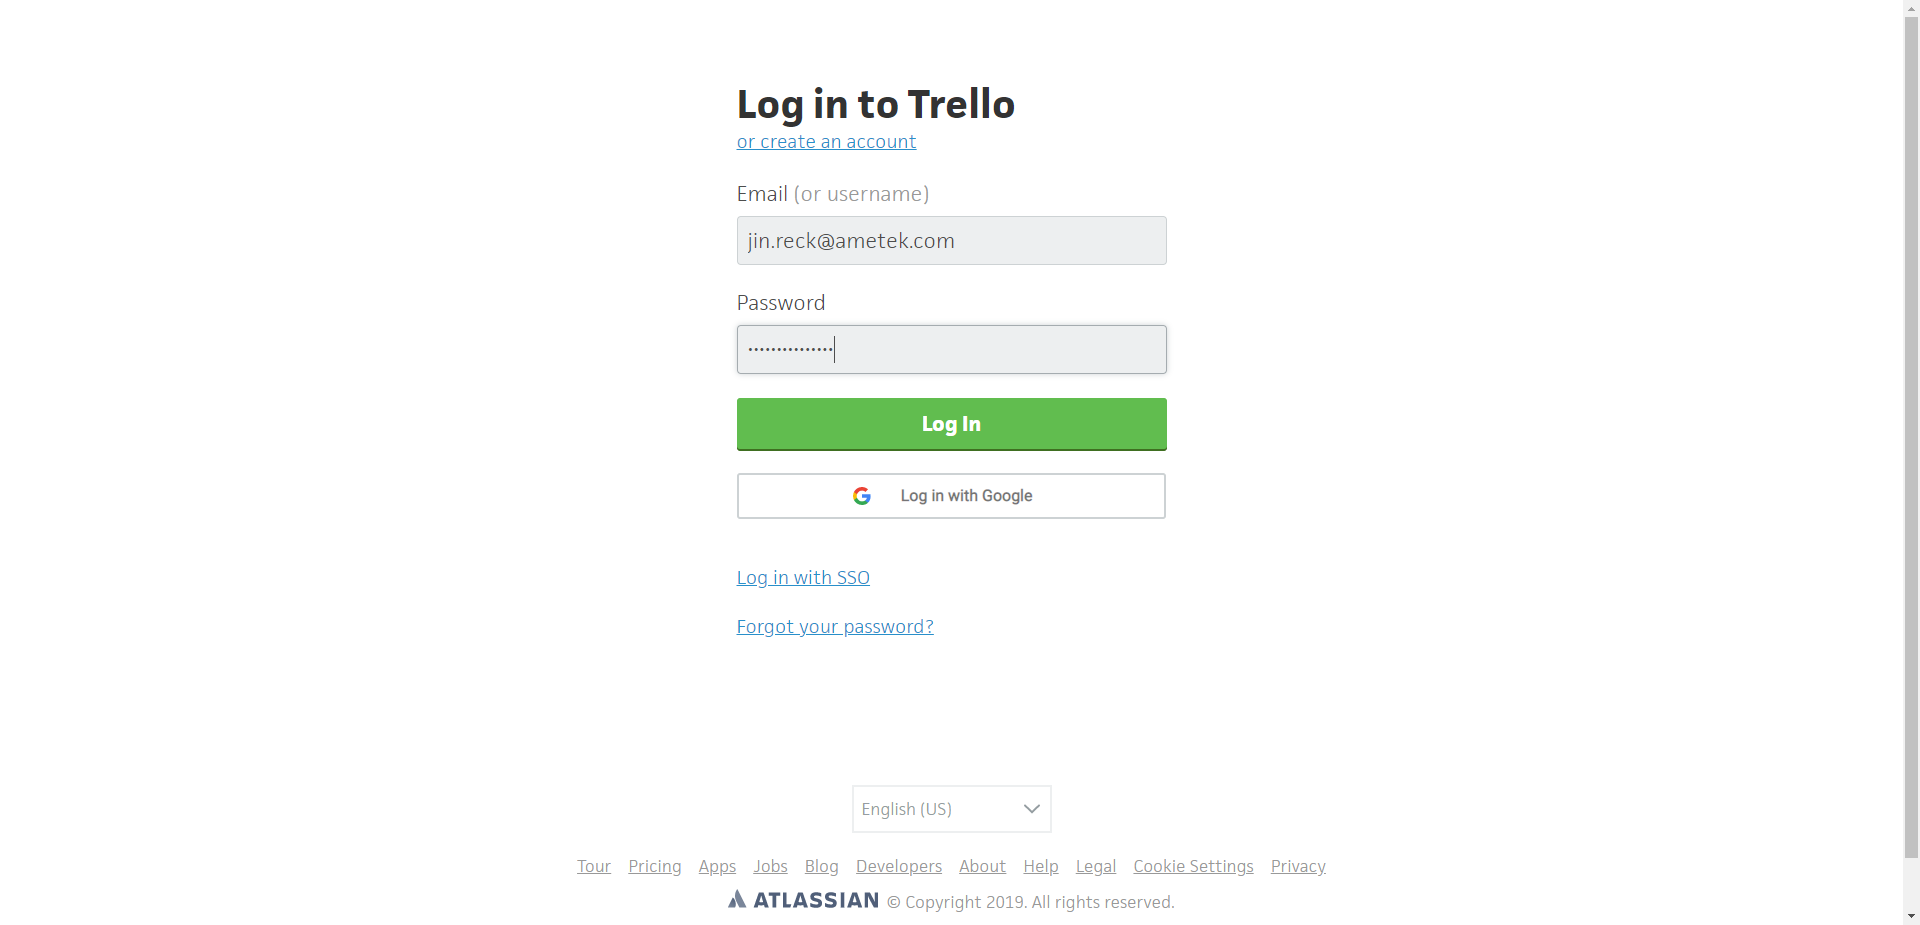 Log in to Trello
or create an account
Email (or username)
jin.reck@ametek.com
Password
•••••••••••••••
Log In
Log in with Google
Log in with SSO
Forgot your password?
English (US)
Tour Pricing Apps Jobs Blog Developers About Help Legal Cookie Settings Privacy
ATLASSIAN © Copyright 2019. All rights reserved.